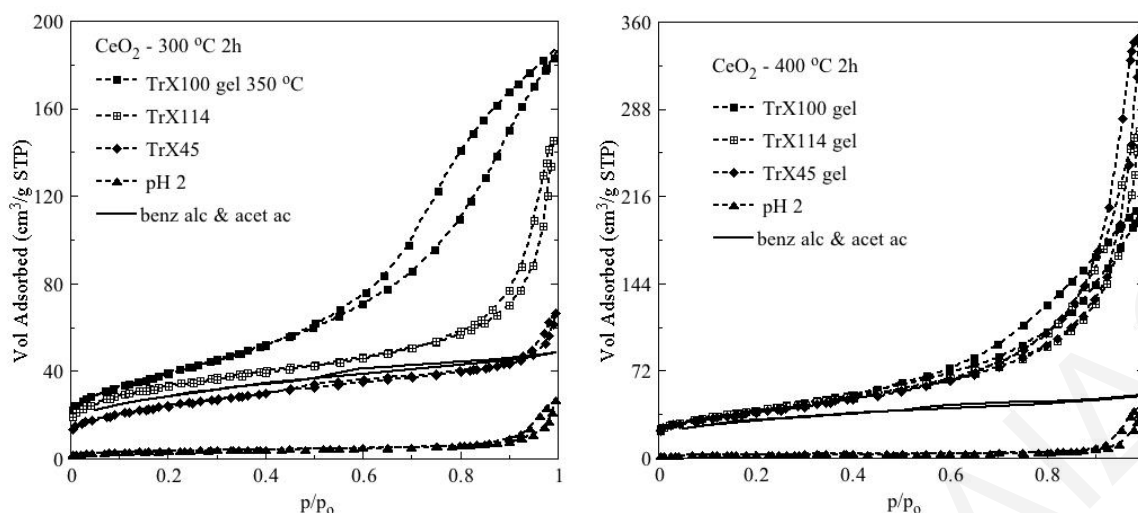 200
160
120
80
40
0
Vol Adsorbed (cm³/g STP)
CeO₂ - 300 °C 2h
TrX100 gel 350 °C
TrX114
TrX45
pH 2
benz alc & acet ac
0 0.2 0.4 0.6 0.8 1
p/pₒ
360
288
216
144
72
0
Vol Adsorbed (cm³/g STP)
CeO₂ - 400 °C 2h
TrX100 gel
TrX114 gel
TrX45 gel
pH 2
benz alc & acet ac
0 0.2 0.4 0.6 0.8
p/pₒ